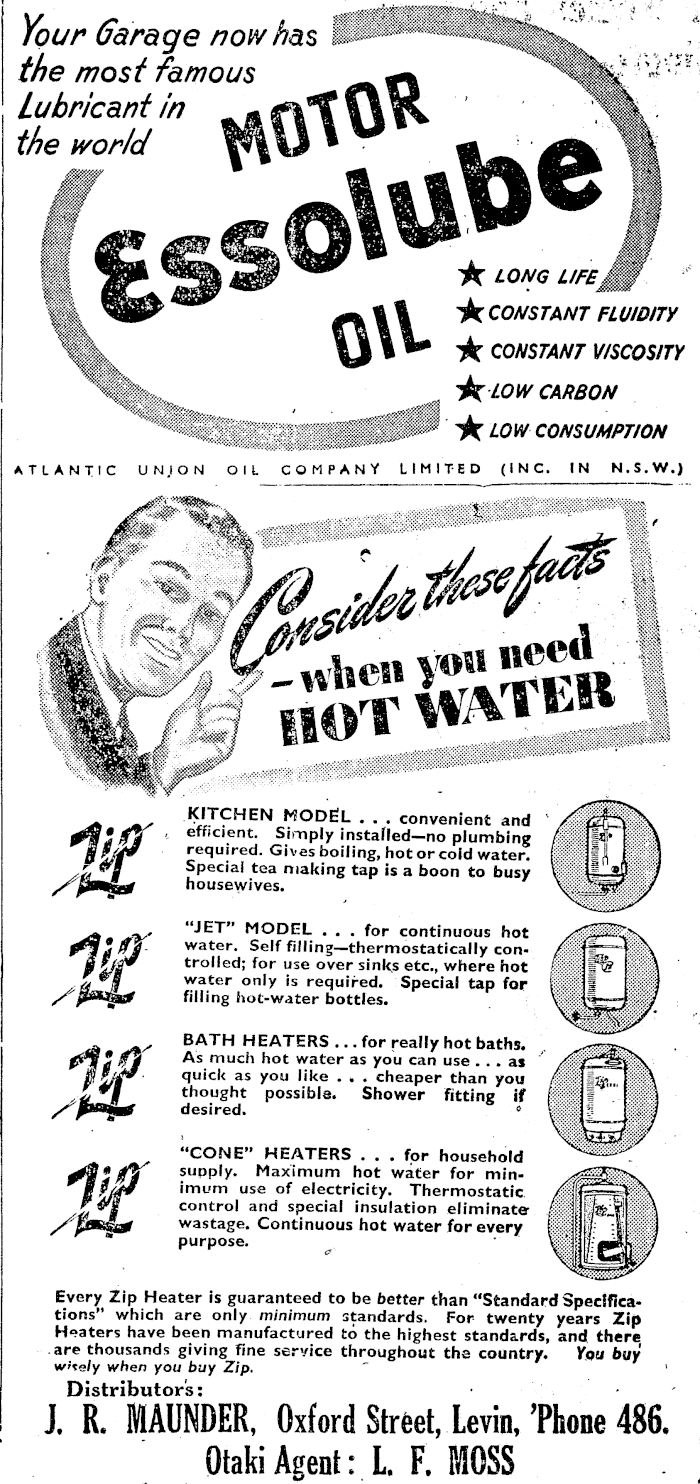 Your Garage now has
the most famous
Lubricant in
the world
MOTOR
Essolube
OIL
★ LONG LIFE
★ CONSTANT FLUIDITY
★ CONSTANT VISCOSITY
★ LOW CARBON
★ LOW CONSUMPTION
ATLANTIC UNION OIL COMPANY LIMITED (INC. IN N.S.W.)
Consider these facts
—when you need
HOT WATER
Zip
KITCHEN MODEL . . . convenient and
efficient. Simply installed—no plumbing
required. Gives boiling, hot or cold water.
Special tea making tap is a boon to busy
housewives.
Zip
"JET" MODEL . . . for continuous hot
water. Self filling—thermostatically con-
trolled; for use over sinks etc., where hot
water only is required. Special tap for
filling hot-water bottles.
Zip
BATH HEATERS . . . for really hot baths.
As much hot water as you can use . . . as
quick as you like . . . cheaper than you
thought possible. Shower fitting if
desired.
Zip
"CONE" HEATERS . . . for household
supply. Maximum hot water for min-
imum use of electricity. Thermostatic
control and special insulation eliminate
wastage. Continuous hot water for every
purpose.
Every Zip Heater is guaranteed to be better than "Standard Specifica-
tions" which are only minimum standards. For twenty years Zip
Heaters have been manufactured to the highest standards, and there
are thousands giving fine service throughout the country. You buy
wisely when you buy Zip.
Distributors:
J. R. MAUNDER, Oxford Street, Levin, 'Phone 486.
Otaki Agent: L. F. MOSS